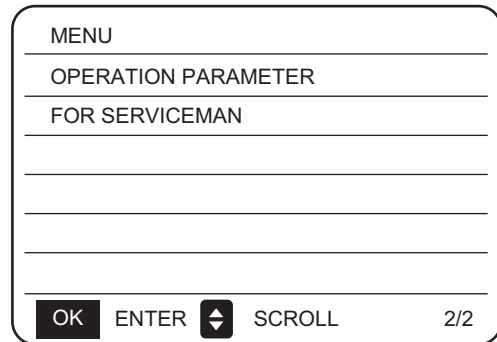 MENU
OPERATION PARAMETER
FOR SERVICEMAN
OK ENTER SCROLL 2/2